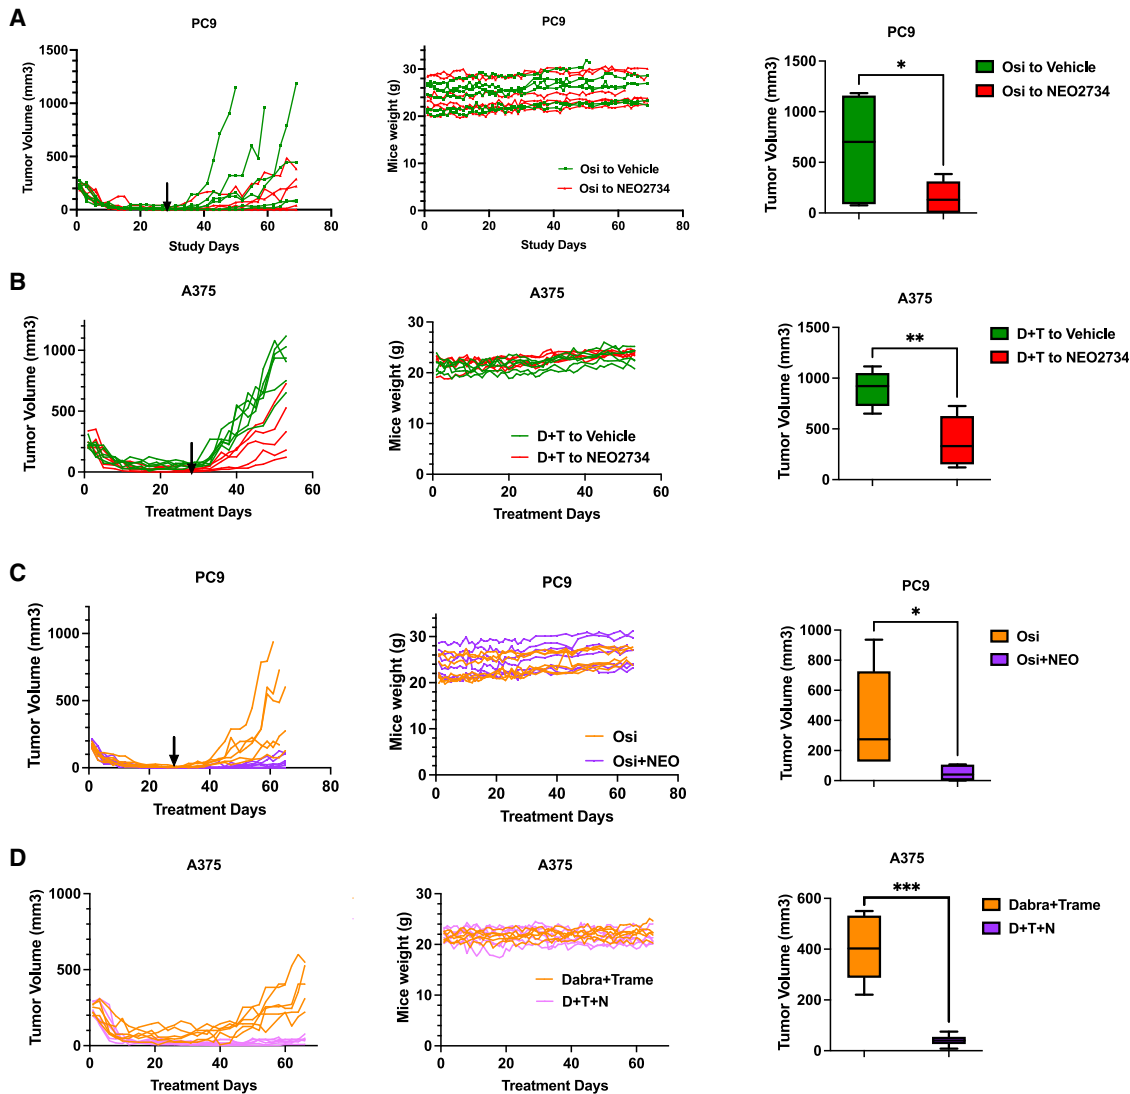 A
PC9
Tumor Volume (mm3)
1500
1000
500
0
0 20 40 60 80
Study Days
PC9
Mice weight (g)
30
20
10
0
0 20 40 60 80
Study Days
Osi to Vehicle
Osi to NEO2734
PC9
Tumor Volume (mm3)
1500
1000
500
0
*
Osi to Vehicle
Osi to NEO2734
B
A375
Tumor Volume (mm3)
1000
500
0
0 20 40 60
Treatment Days
A375
Mice weight (g)
30
20
10
0
0 20 40 60
Treatment Days
D+T to Vehicle
D+T to NEO2734
A375
Tumor Volume (mm3)
1500
1000
500
0
**
D+T to Vehicle
D+T to NEO2734
C
PC9
Tumor Volume (mm3)
1000
500
0
0 20 40 60 80
Treatment Days
PC9
Mice weight (g)
30
20
10
0
0 20 40 60 80
Treatment Days
Osi
Osi+NEO
PC9
Tumor Volume (mm3)
1000
800
600
400
200
0
*
Osi
Osi+NEO
D
A375
Tumor Volume (mm3)
1000
500
0
0 20 40 60
Treatment Days
A375
Mice weight (g)
30
20
10
0
0 20 40 60
Treatment Days
Dabra+Trame
D+T+N
A375
Tumor Volume (mm3)
600
400
200
0
***
Dabra+Trame
D+T+N